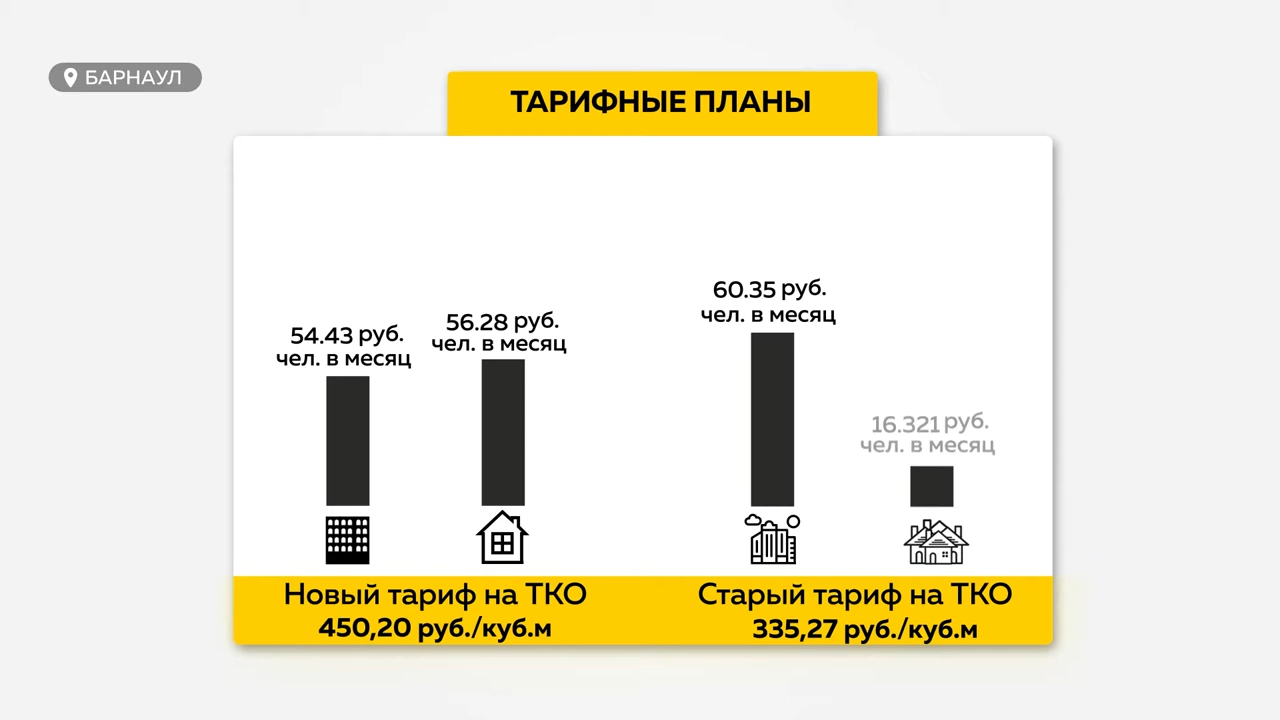 БАРНАУЛ
ТАРИФНЫЕ ПЛАНЫ
54.43 руб.
чел. в месяц
56.28 руб.
чел. в месяц
60.35 руб.
чел. в месяц
16.321 руб.
чел. в месяц
Новый тариф на ТКО
450,20 руб./куб.м
Старый тариф на ТКО
335,27 руб./куб.м